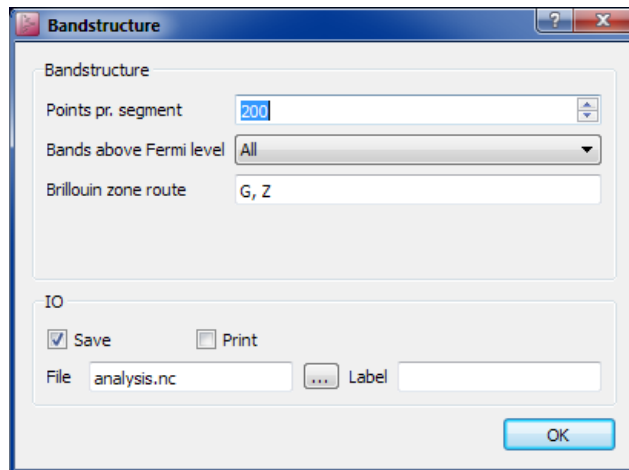 Bandstructure
Bandstructure
Points pr. segment 200
Bands above Fermi level All
Brillouin zone route G, Z
IO
Save Print
File analysis.nc ... Label
OK